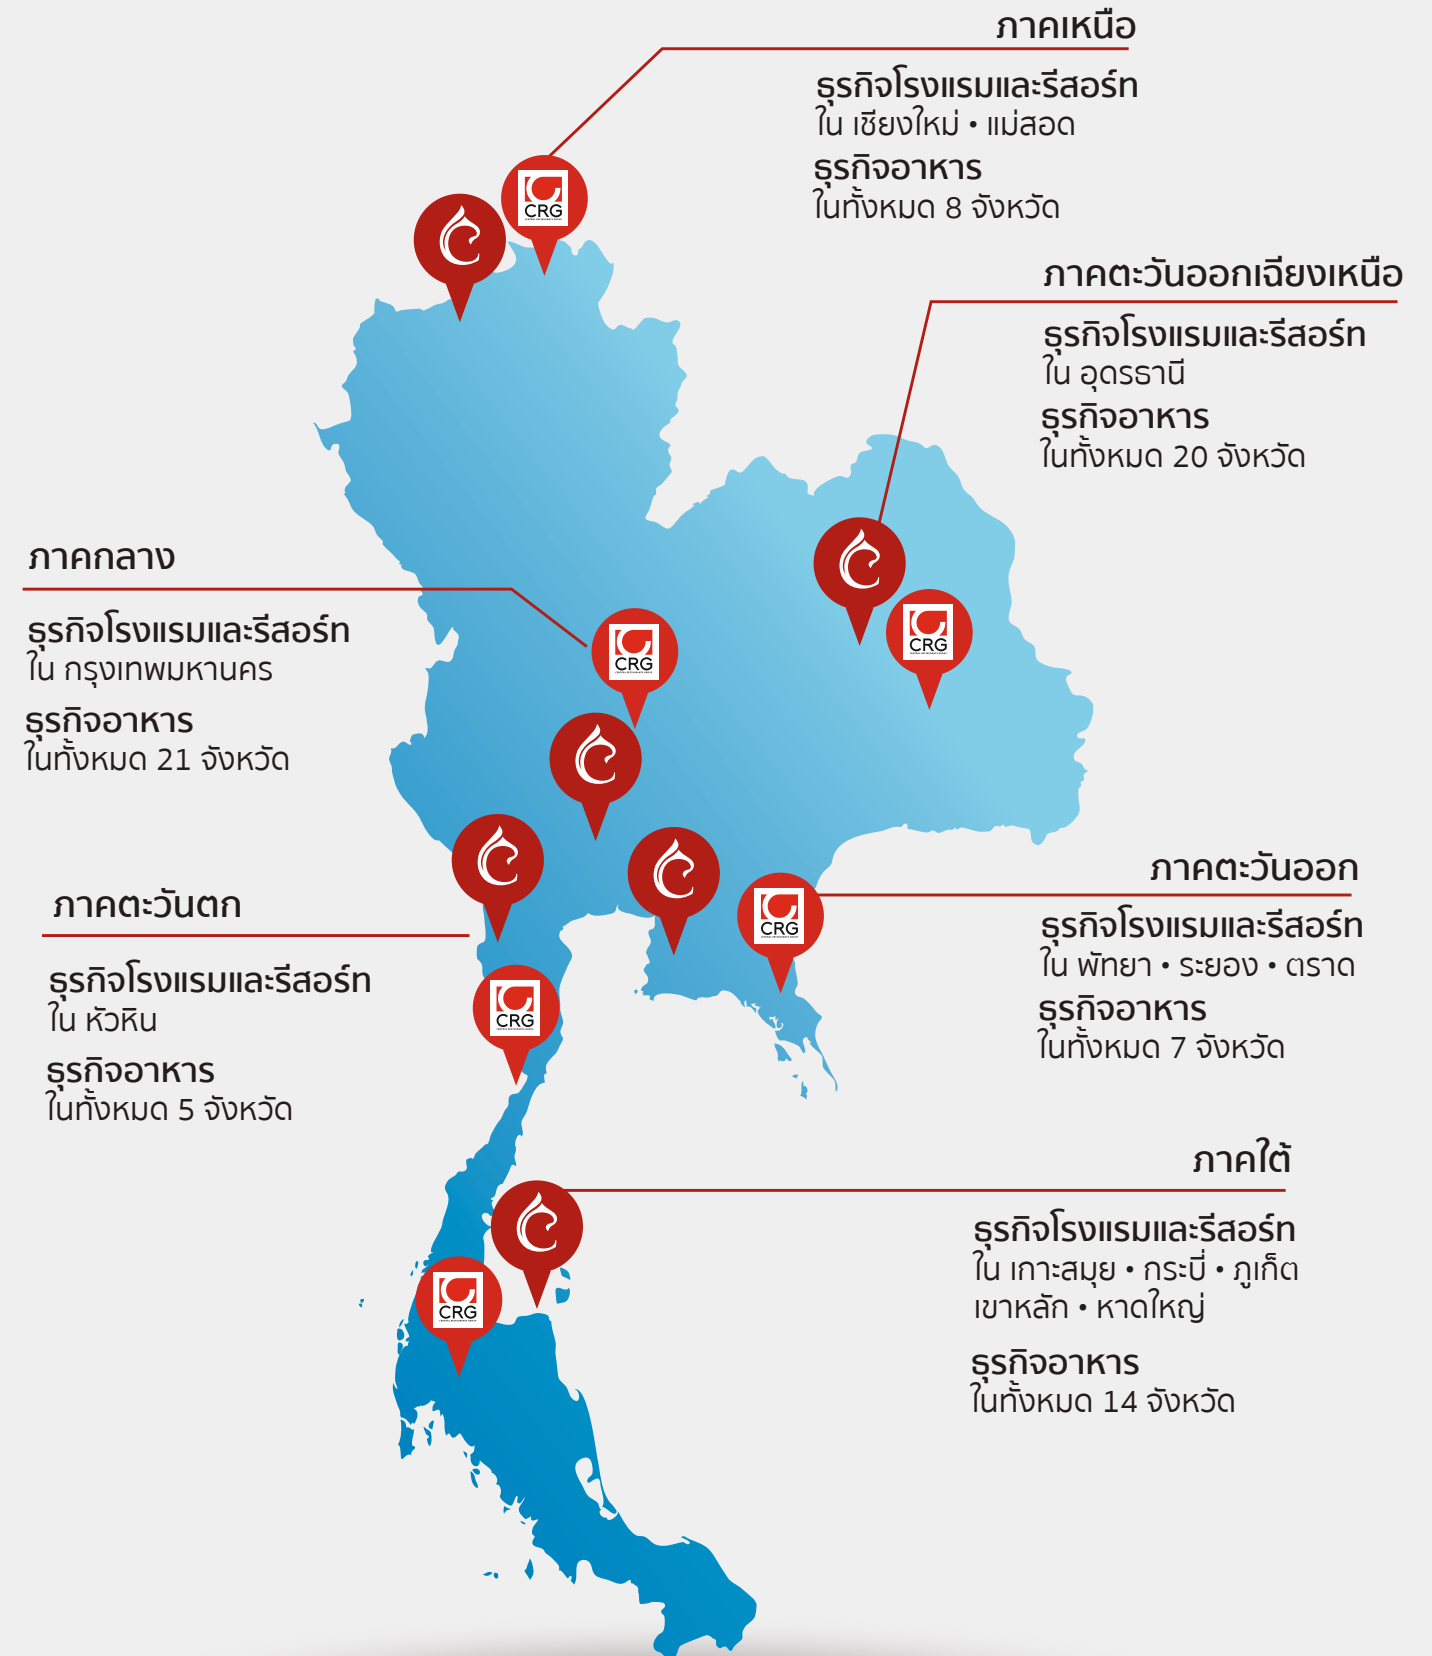 ภาคเหนือ
ธุรกิจโรงแรมและรีสอร์ท
ใน เชียงใหม่ • แม่สอด
ธุรกิจอาหาร
ในทั้งหมด 8 จังหวัด
CRG
ภาคตะวันออกเฉียงเหนือ
ธุรกิจโรงแรมและรีสอร์ท
ใน อุดรธานี
ธุรกิจอาหาร
ในทั้งหมด 20 จังหวัด
CRG
ภาคกลาง
ธุรกิจโรงแรมและรีสอร์ท
ใน กรุงเทพมหานคร
ธุรกิจอาหาร
ในทั้งหมด 21 จังหวัด
CRG
ภาคตะวันออก
ธุรกิจโรงแรมและรีสอร์ท
ใน พัทยา • ระยอง • ตราด
ธุรกิจอาหาร
ในทั้งหมด 7 จังหวัด
CRG
ภาคตะวันตก
ธุรกิจโรงแรมและรีสอร์ท
ใน หัวหิน
ธุรกิจอาหาร
ในทั้งหมด 5 จังหวัด
CRG
ภาคใต้
ธุรกิจโรงแรมและรีสอร์ท
ใน เกาะสมุย • กระบี่ • ภูเก็ต
เขาหลัก • หาดใหญ่
ธุรกิจอาหาร
ในทั้งหมด 14 จังหวัด
CRG